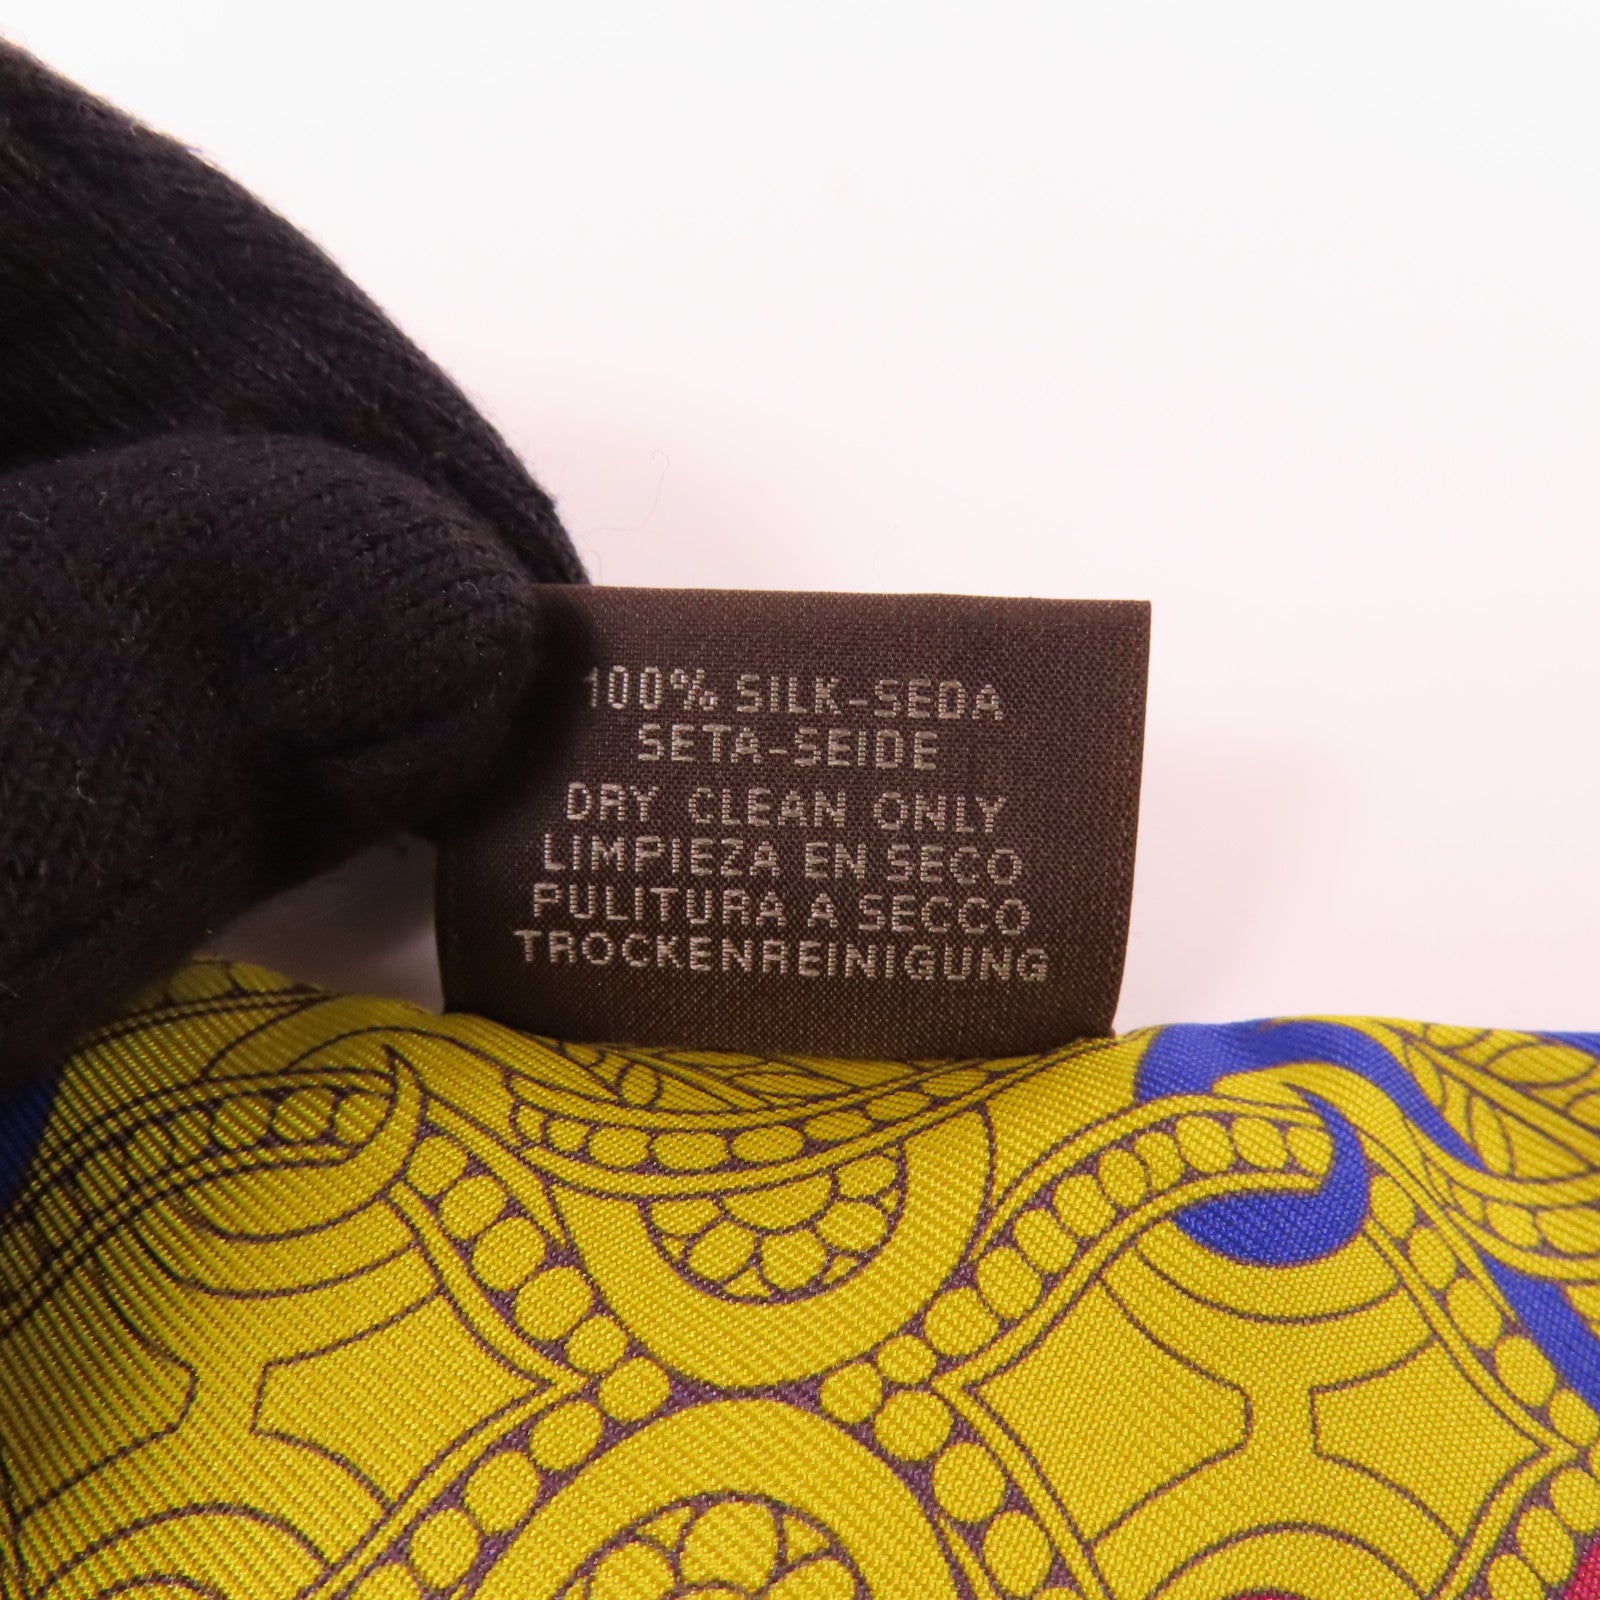 100% SILK-SEDA
SETA-SEIDE
DRY CLEAN ONLY
LIMPIEZA EN SECO
PULITURA A SECCO
TROCKENREINIGUNG